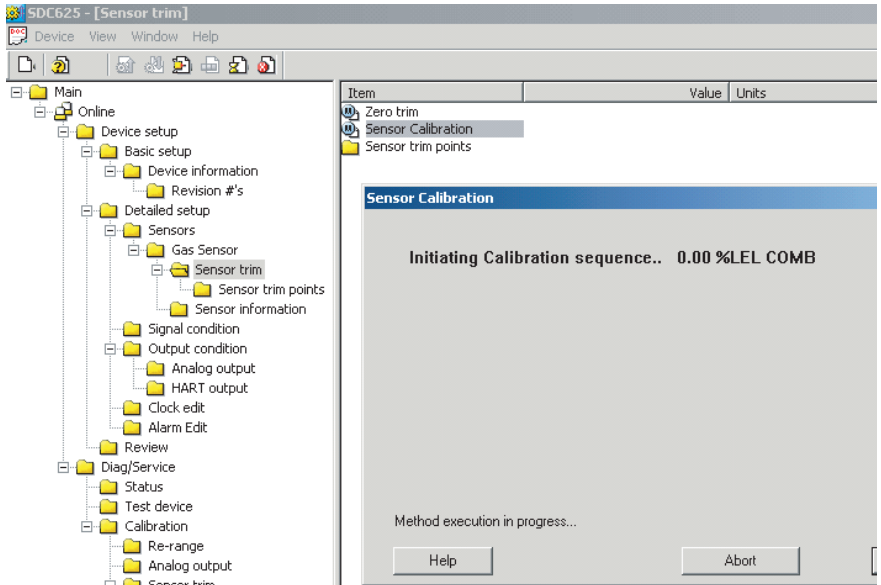 SDC625 - [Sensor trim]
Device View Window Help
Main
Online
Device setup
Basic setup
Device information
Revision #'s
Detailed setup
Sensors
Gas Sensor
Sensor trim
Sensor trim points
Sensor information
Signal condition
Output condition
Analog output
HART output
Clock edit
Alarm Edit
Review
Diag/Service
Status
Test device
Calibration
Re-range
Analog output
Sensor trim
Item Value Units
Zero trim
Sensor Calibration
Sensor trim points
Sensor Calibration
Initiating Calibration sequence.. 0.00 %LEL COMB
Method execution in progress...
Help Abort